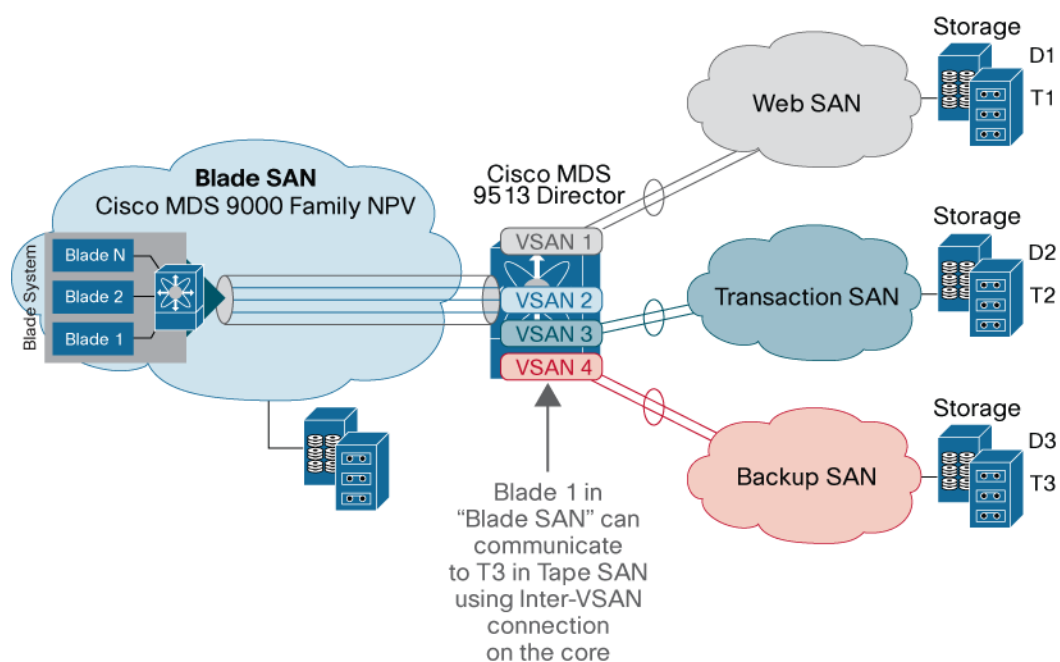 Storage
D1
T1
Web SAN
Cisco MDS
9513 Director
Blade SAN
Cisco MDS 9000 Family NPV
Blade System
Blade N
Blade 2
Blade 1
VSAN 1
VSAN 2
VSAN 3
VSAN 4
Storage
D2
T2
Transaction SAN
Storage
D3
T3
Backup SAN
Blade 1 in
“Blade SAN” can
communicate
to T3 in Tape SAN
using Inter-VSAN
connection
on the core